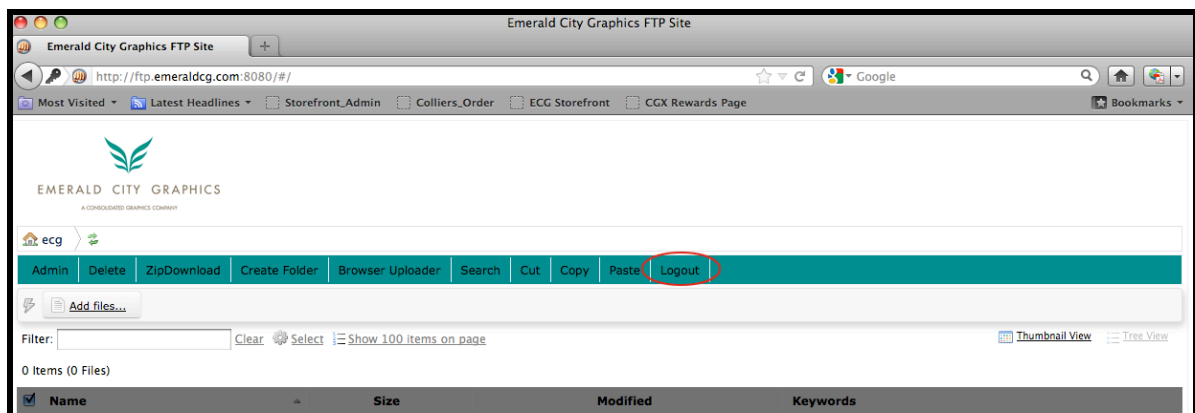 Emerald City Graphics FTP Site
Emerald City Graphics FTP Site +
http://ftp.emeraldcg.com:8080/#/ Google
Most Visited Latest Headlines Storefront_Admin Colliers_Order ECG Storefront CGX Rewards Page Bookmarks
EMERALD CITY GRAPHICS
A CONSOLIDATED GRAPHICS COMPANY
ecg
Admin Delete ZipDownload Create Folder Browser Uploader Search Cut Copy Paste Logout
Add files...
Filter: Clear Select Show 100 items on page Thumbnail View Tree View
0 Items (0 Files)
Name Size Modified Keywords